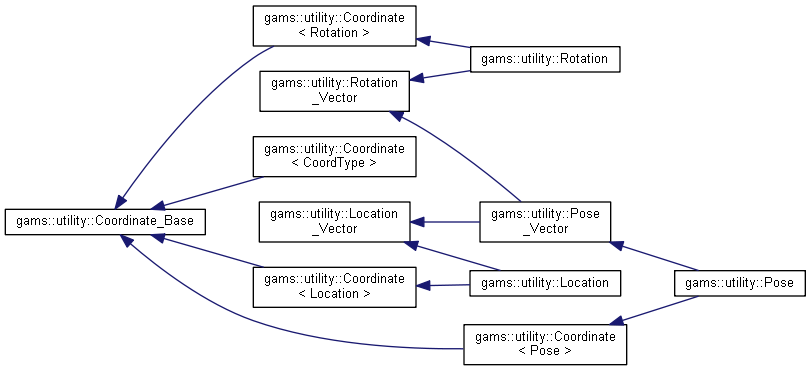 gams::utility::Coordinate
< Rotation >
gams::utility::Rotation
gams::utility::Rotation
_Vector
gams::utility::Coordinate
< CoordType >
gams::utility::Coordinate_Base
gams::utility::Location
_Vector
gams::utility::Pose
_Vector
gams::utility::Coordinate
< Location >
gams::utility::Location
gams::utility::Pose
gams::utility::Coordinate
< Pose >